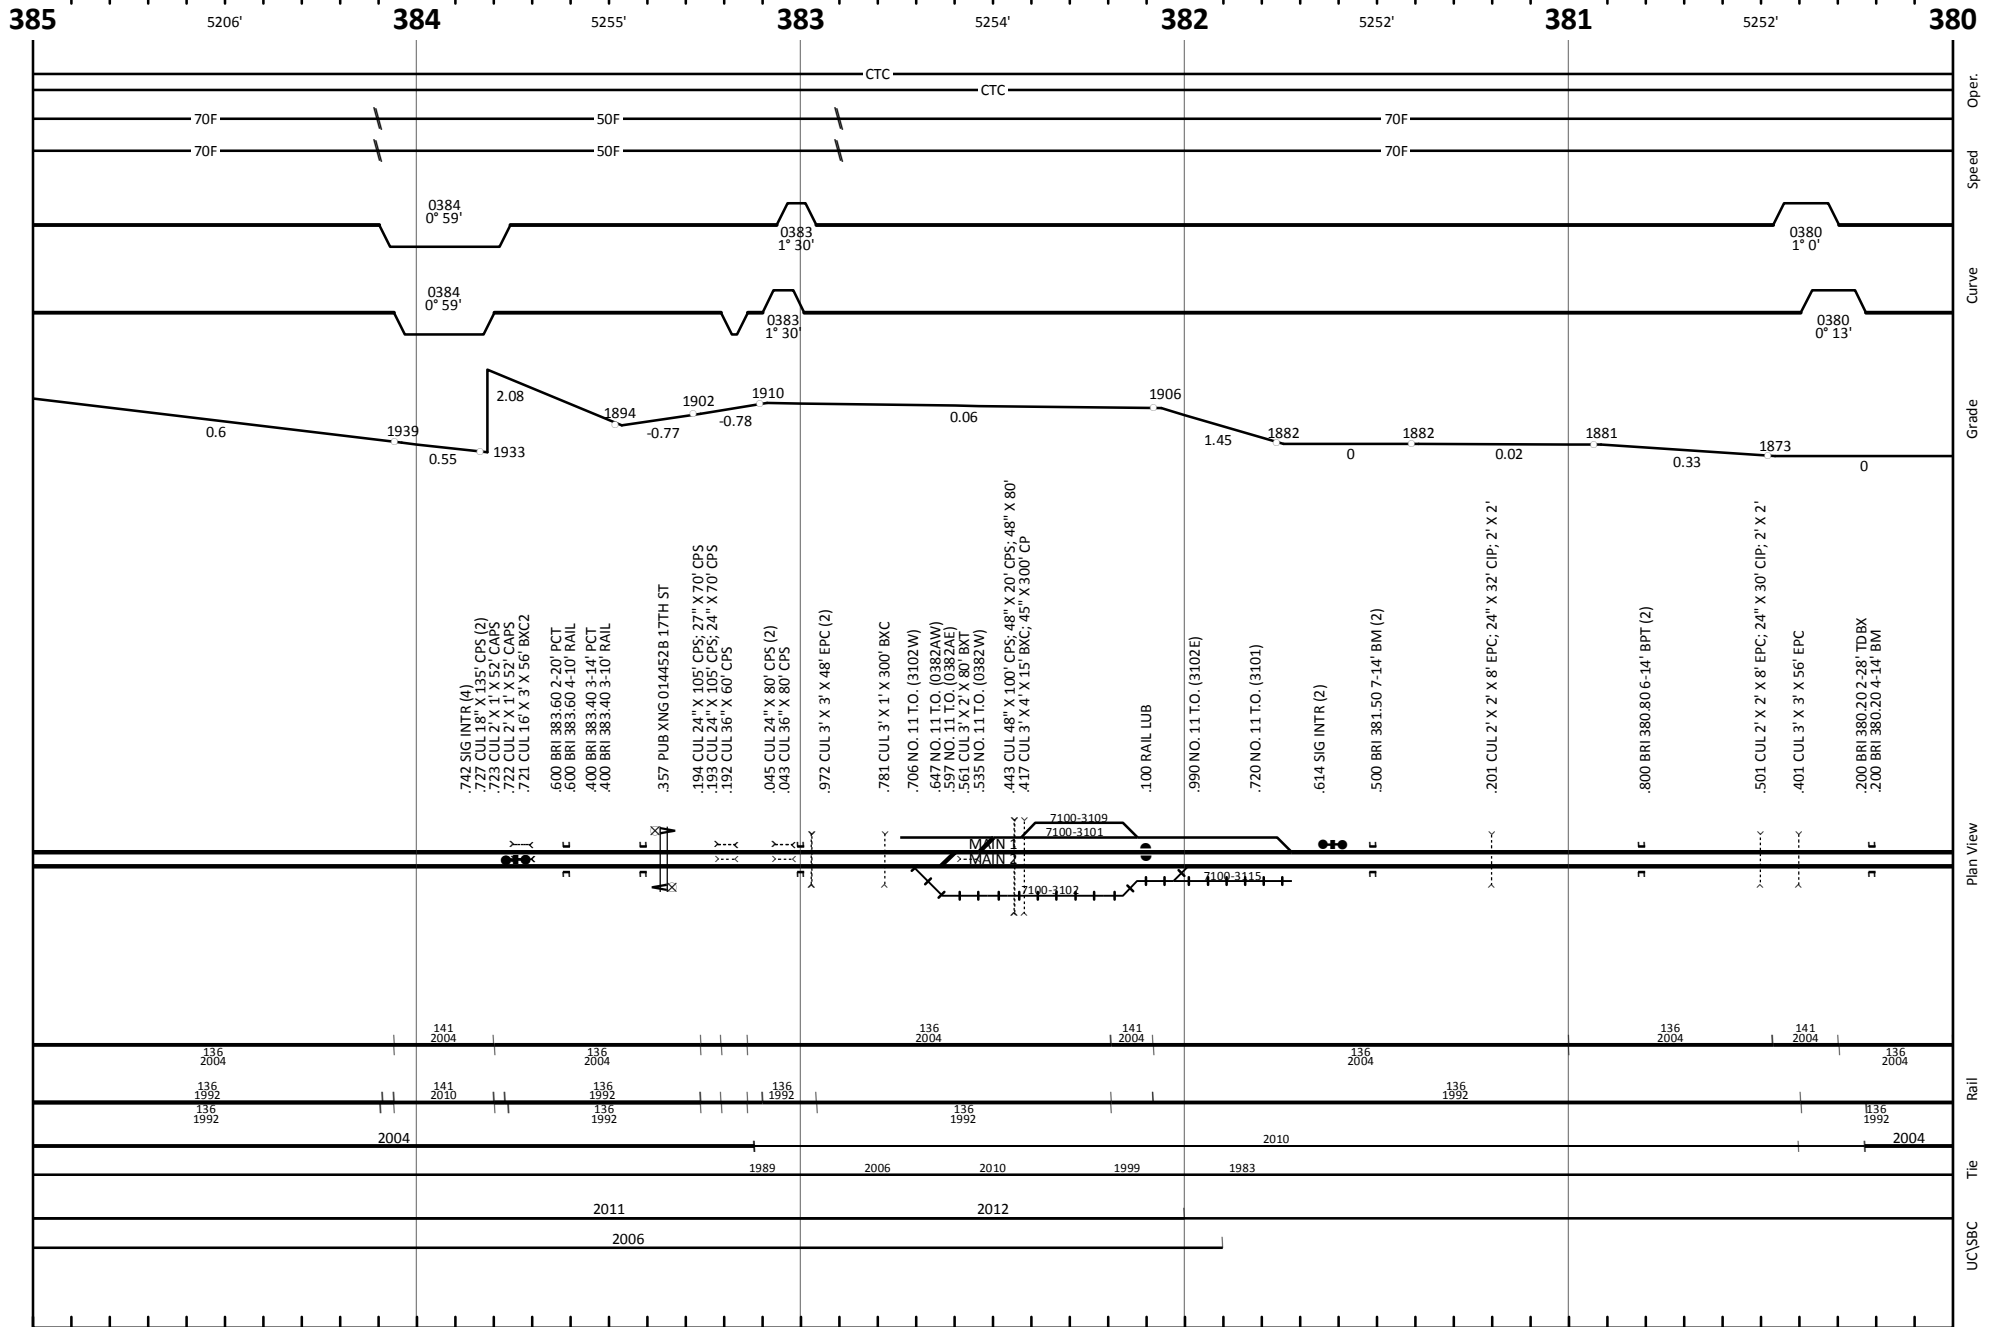 385 5206' 384 5255' 383 5254' 382 5252' 381 5252' 380
CTC
CTC
Oper.
70F 50F 70F
70F 50F 70F
Speed
0384
0° 59'
0383
1° 30'
0380
1° 0'
0384
0° 59'
0383
1° 30'
0380
0° 13'
Curve
0.6
1939
0.55
1933
2.08
1894
-0.77
1902
-0.78
1910
0.06
1906
1.45
1882
0
1882
0.02
1881
0.33
1873
0
Grade
.742 SIG INTR (4)
.727 CUL 18" X 135' CPS (2)
.723 CUL 2' X 1' X 52' CAPS
.722 CUL 2' X 1' X 52' CAPS
.721 CUL 16' X 3' X 56' BXC2
.600 BRI 383.60 2-20' PCT
.600 BRI 383.60 4-10' RAIL
.400 BRI 383.40 3-14' PCT
.400 BRI 383.40 3-10' RAIL
.357 PUB XNG 014452B 17TH ST
.194 CUL 24" X 105' CPS; 27" X 70' CPS
.193 CUL 24" X 105' CPS; 24" X 70' CPS
.192 CUL 36" X 60' CPS
.045 CUL 24" X 80' CPS (2)
.043 CUL 36" X 80' CPS
.972 CUL 3' X 3' X 48' EPC (2)
.781 CUL 3' X 1' X 300' BXC
.706 NO. 11 T.O. (3102W)
.647 NO. 11 T.O. (0382AW)
.597 NO. 11 T.O. (0382AE)
.561 CUL 3' X 2' X 80' BXT
.535 NO. 11 T.O. (0382W)
.443 CUL 48" X 100' CPS; 48" X 20' CPS; 48" X 80'
.417 CUL 3' X 4' X 15' BXC; 45" X 300' CP
.100 RAIL LUB
.990 NO. 11 T.O. (3102E)
.720 NO. 11 T.O. (3101)
.614 SIG INTR (2)
.500 BRI 381.50 7-14' BM (2)
.201 CUL 2' X 2' X 8' EPC; 24" X 32' CIP; 2' X 2'
.800 BRI 380.80 6-14' BPT (2)
.501 CUL 2' X 2' X 8' EPC; 24" X 30' CIP; 2' X 2'
.401 CUL 3' X 3' X 56' EPC
.200 BRI 380.20 2-28' TDBX
.200 BRI 380.20 4-14' BM
7100-3109
7100-3101
MAIN 1
MAIN 2
7100-3102
7100-3115
Plan View
136
2004
141
2004
136
2004
136
2004
141
2004
136
2004
136
2004
141
2004
136
2004
136
1992
141
2010
136
1992
136
1992
136
1992
136
1992
136
1992
136
1992
136
1992
Rail
2004 2010 2004
1989 2006 2010 1999 1983
Tie
2011 2012
2006
UC\SBC